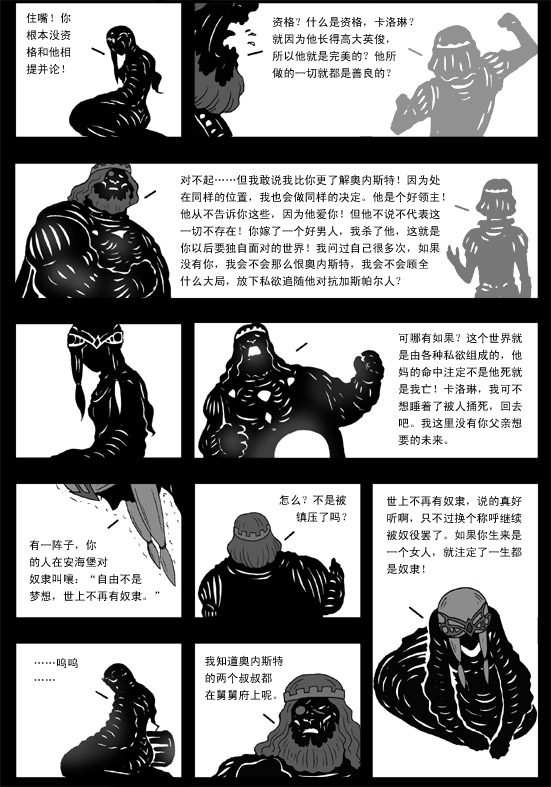 住嘴！你
根本没资
格和他相
提并论！
资格？什么是资格，卡洛琳？
就因为他长得高大英俊，
所以他就是完美的？他所
做的一切就都是善良的？
对不起……但我敢说我比你更了解奥内斯特！因为处
在同样的位置，我也会做同样的决定。他是个好领主！
他从不告诉你这些，因为他爱你！但他不说不代表这
一切不存在！你嫁了一个好男人，我杀了他，这就是
你以后要独自面对的世界！我问过自己很多次，如果
没有你，我会不会那么恨奥内斯特，我会不会顾全
什么大局，放下私欲追随他对抗加斯帕尔人？
可哪有如果？这个世界就
是由各种私欲组成的，他
妈的命中注定不是他死就
是我亡！卡洛琳，我可不
想睡着了被人捅死，回去
吧。我这里没有你父亲想
要的未来。
有一阵子，你
的人在安海堡对
奴隶叫嚷：“自由不是
梦想，世上不再有奴隶。”
怎么？不是被
镇压了吗？
世上不再有奴隶，说的真好
听啊，只不过换个称呼继续
被奴役罢了。如果你生来是
一个女人，就注定了一生都
是奴隶！
……呜呜
……
我知道奥内斯特
的两个叔叔都
在舅舅府上呢。